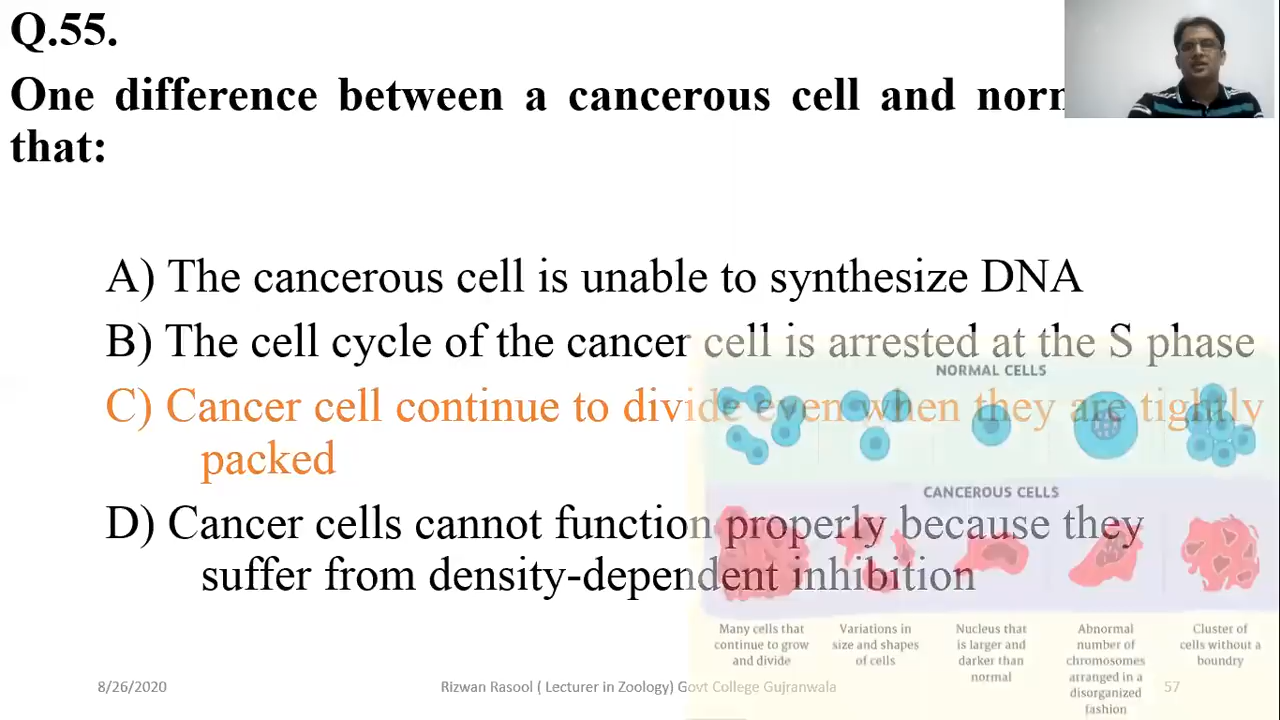 Q.55.
One difference between a cancerous cell and
that:
A) The cancerous cell is unable to synthesize DNA
B) The cell cycle of the cancer cell is arrested at the S phase
C) Cancer cell continue to divide even when they are tightly
packed
D) Cancer cells cannot function properly because they
suffer from density-dependent inhibition
NORMAL CELLS
CANCEROUS CELLS
Many cells that
continue to grow
and divide
Variations in
size and shapes
of cells
Nucleus that
is larger and
darker than
normal
Abnormal
number of
chromosomes
arranged in a
disorganized
fashion
Cluster of
cells without a
boundry
8/26/2020
Rizwan Rasool ( Lecturer in Zoology) Govt College Gujranwala
57